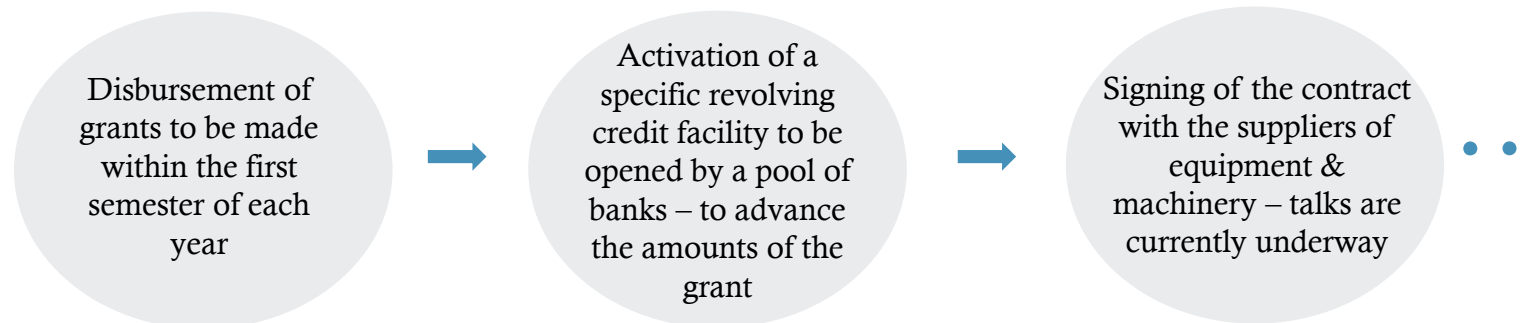 Disbursement of
grants to be made
within the first
semester of each
year
Activation of a
specific revolving
credit facility to be
opened by a pool of
banks – to advance
the amounts of the
grant
Signing of the contract
with the suppliers of
equipment &
machinery – talks are
currently underway